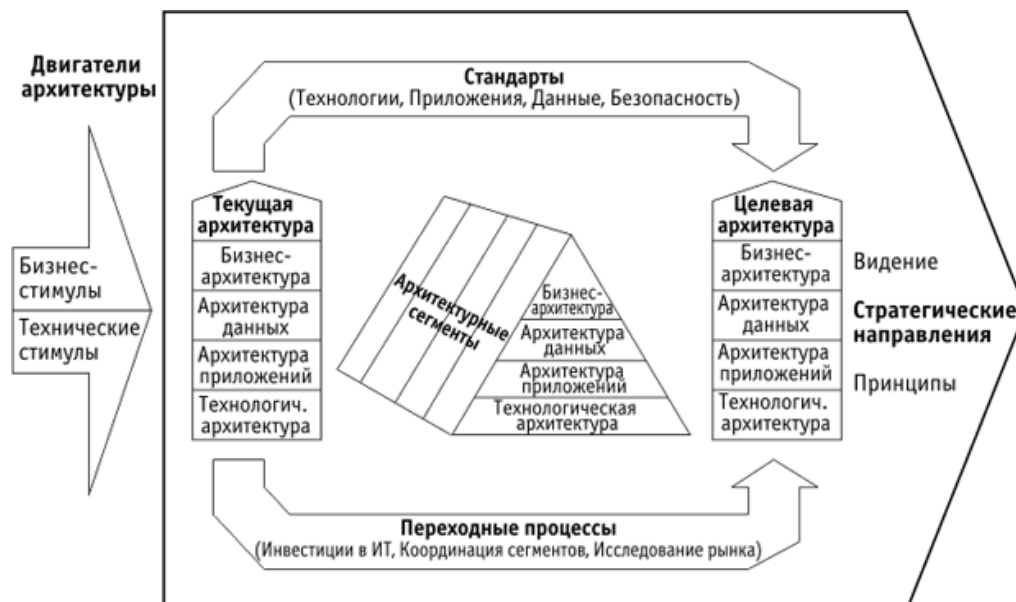 Двигатели
архитектуры
Бизнес-
стимулы
Технические
стимулы
Стандарты
(Технологии, Приложения, Данные, Безопасность)
Текущая
архитектура
Бизнес-
архитектура
Архитектура
данных
Архитектура
приложений
Технологич.
архитектура
Архитектурные
сегменты
Бизнес-
архитектура
Архитектура
данных
Архитектура
приложений
Технологическая
архитектура
Целевая
архитектура
Бизнес-
архитектура
Архитектура
данных
Архитектура
приложений
Технологич.
архитектура
Видение
Стратегические
направления
Принципы
Переходные процессы
(Инвестиции в ИТ, Координация сегментов, Исследование рынка)